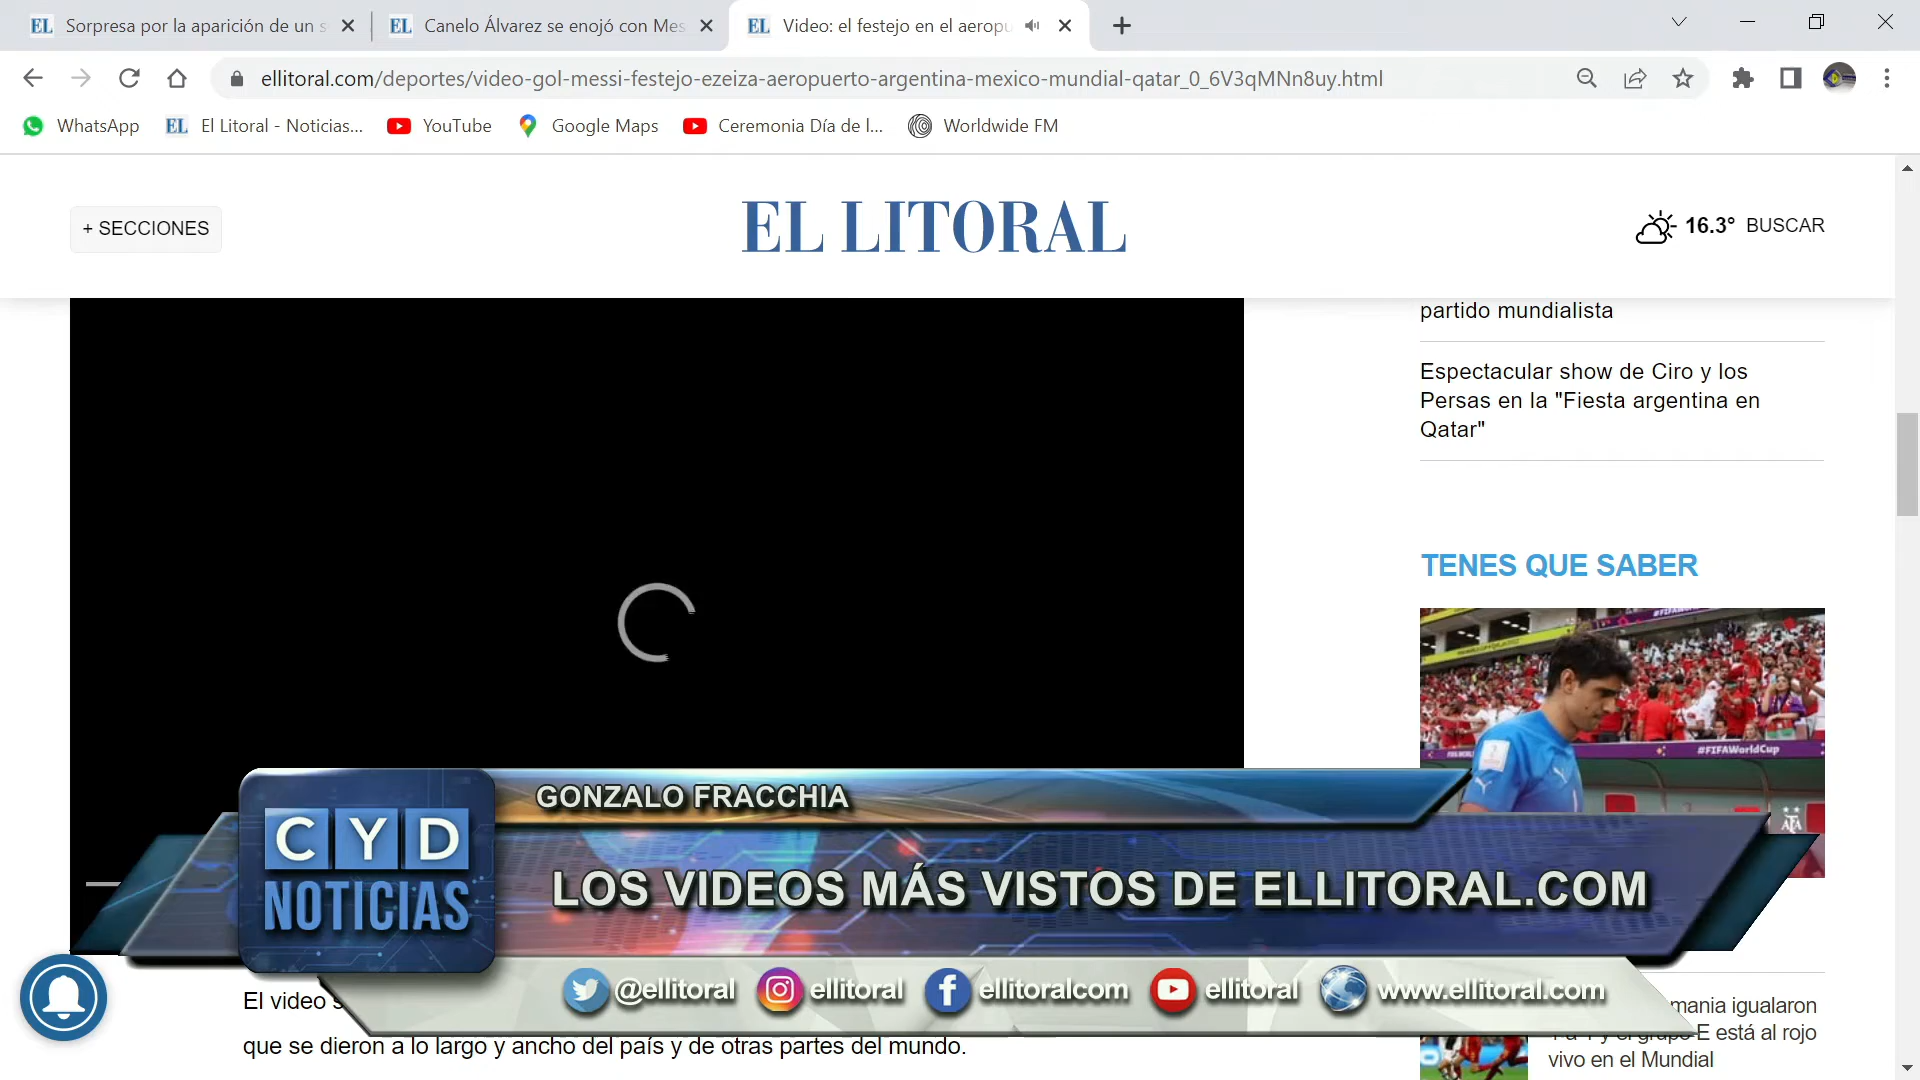 EL Sorpresa por la aparición de un s
EL Canelo Álvarez se enojó con Mes
EL Video: el festejo en el aeropu
ellitoral.com/deportes/video-gol-messi-festejo-ezeiza-aeropuerto-argentina-mexico-mundial-qatar_0_6V3qMNn8uy.html
WhatsApp
EL El Litoral - Noticias...
YouTube
Google Maps
Ceremonia Día de l...
Worldwide FM
+ SECCIONES
EL LITORAL
16.3° BUSCAR
partido mundialista
Espectacular show de Ciro y los
Persas en la "Fiesta argentina en
Qatar"
TENES QUE SABER
#FIFAWorldCup
AFA
GONZALO FRACCHIA
CYD
NOTICIAS
LOS VIDEOS MÁS VISTOS DE ELLITORAL.COM
@ellitoral
ellitoral
ellitoralcom
ellitoral
www.ellitoral.com
El video
que se dieron a lo largo y ancho del país y de otras partes del mundo.
mania igualaron
E está al rojo
vivo en el Mundial